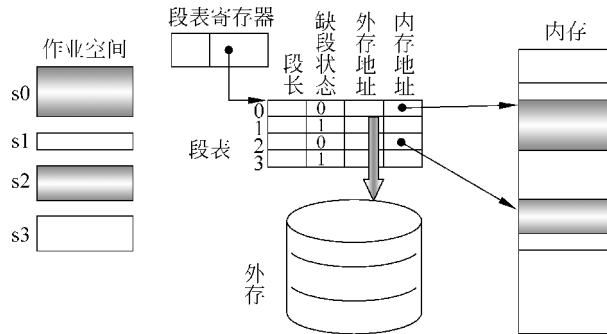 段表寄存器
作业空间
内存
段长
缺段状态
外存地址
内存地址
s0
s1
s2
s3
段表
0 0
1 1
2 0
3 1
外存